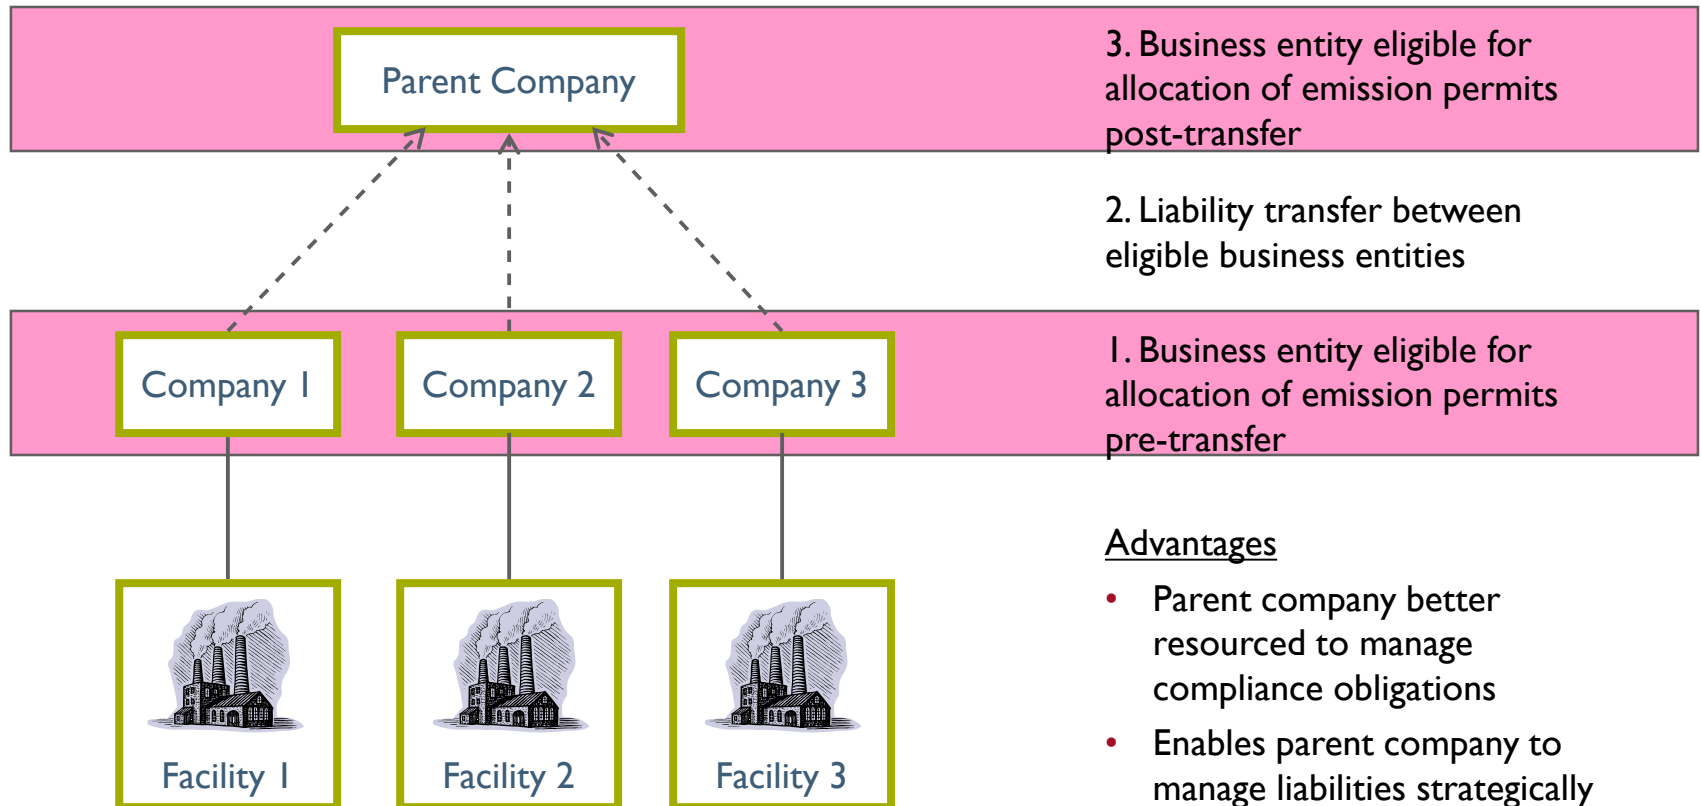 Parent Company
3. Business entity eligible for
allocation of emission permits
post-transfer
2. Liability transfer between
eligible business entities
Company 1
Company 2
Company 3
1. Business entity eligible for
allocation of emission permits
pre-transfer
Advantages
• Parent company better
resourced to manage
compliance obligations
• Enables parent company to
manage liabilities strategically
Facility 1
Facility 2
Facility 3